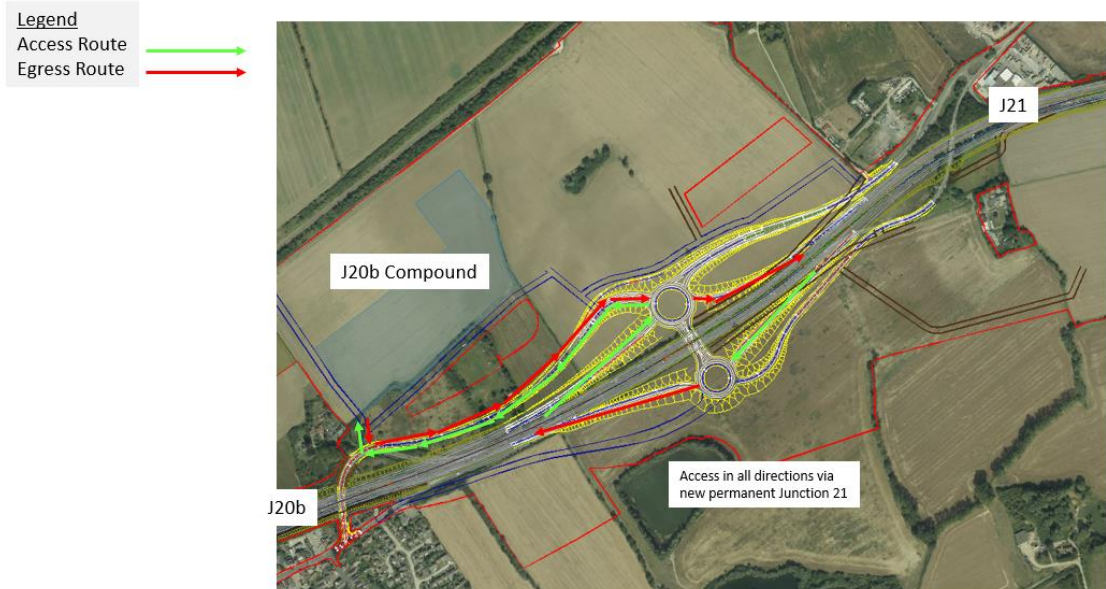 Legend
Access Route
Egress Route
J21
J20b Compound
Access in all directions via
new permanent Junction 21
J20b